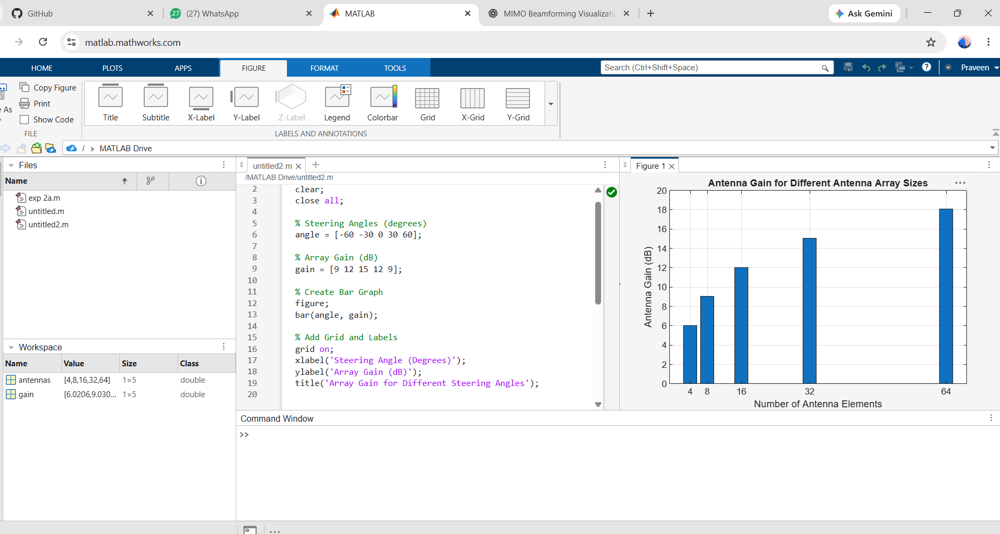 GitHub
27
(27) WhatsApp
MATLAB
MIMO Beamforming Visualizati
Ask Gemini
matlab.mathworks.com
HOME
PLOTS
APPS
FIGURE
FORMAT
TOOLS
Search (Ctrl+Shift+Space)
?
Praveen
e As
Copy Figure
Print
Show Code
FILE
Title
Subtitle
X-Label
Y-Label
Z-Label
Legend
Colorbar
Grid
X-Grid
Y-Grid
LABELS AND ANNOTATIONS
/ > MATLAB Drive
Files
Name
exp 2a.m
untitled.m
untitled2.m
Workspace
Name Value Size Class
antennas [4,8,16,32,64] 1×5 double
gain [6.0206,9.030... 1×5 double
untitled2.m
/MATLAB Drive/untitled2.m
2 clear;
3 close all;
4
5 % Steering Angles (degrees)
6 angle = [-60 -30 0 30 60];
7
8 % Array Gain (dB)
9 gain = [9 12 15 12 9];
10
11 % Create Bar Graph
12 figure;
13 bar(angle, gain);
14
15 % Add Grid and Labels
16 grid on;
17 xlabel('Steering Angle (Degrees)');
18 ylabel('Array Gain (dB)');
19 title('Array Gain for Different Steering Angles');
20
Figure 1
Antenna Gain for Different Antenna Array Sizes
Antenna Gain (dB)
20
18
16
14
12
10
8
6
4
2
0
4 8 16 32 64
Number of Antenna Elements
Command Window
>>